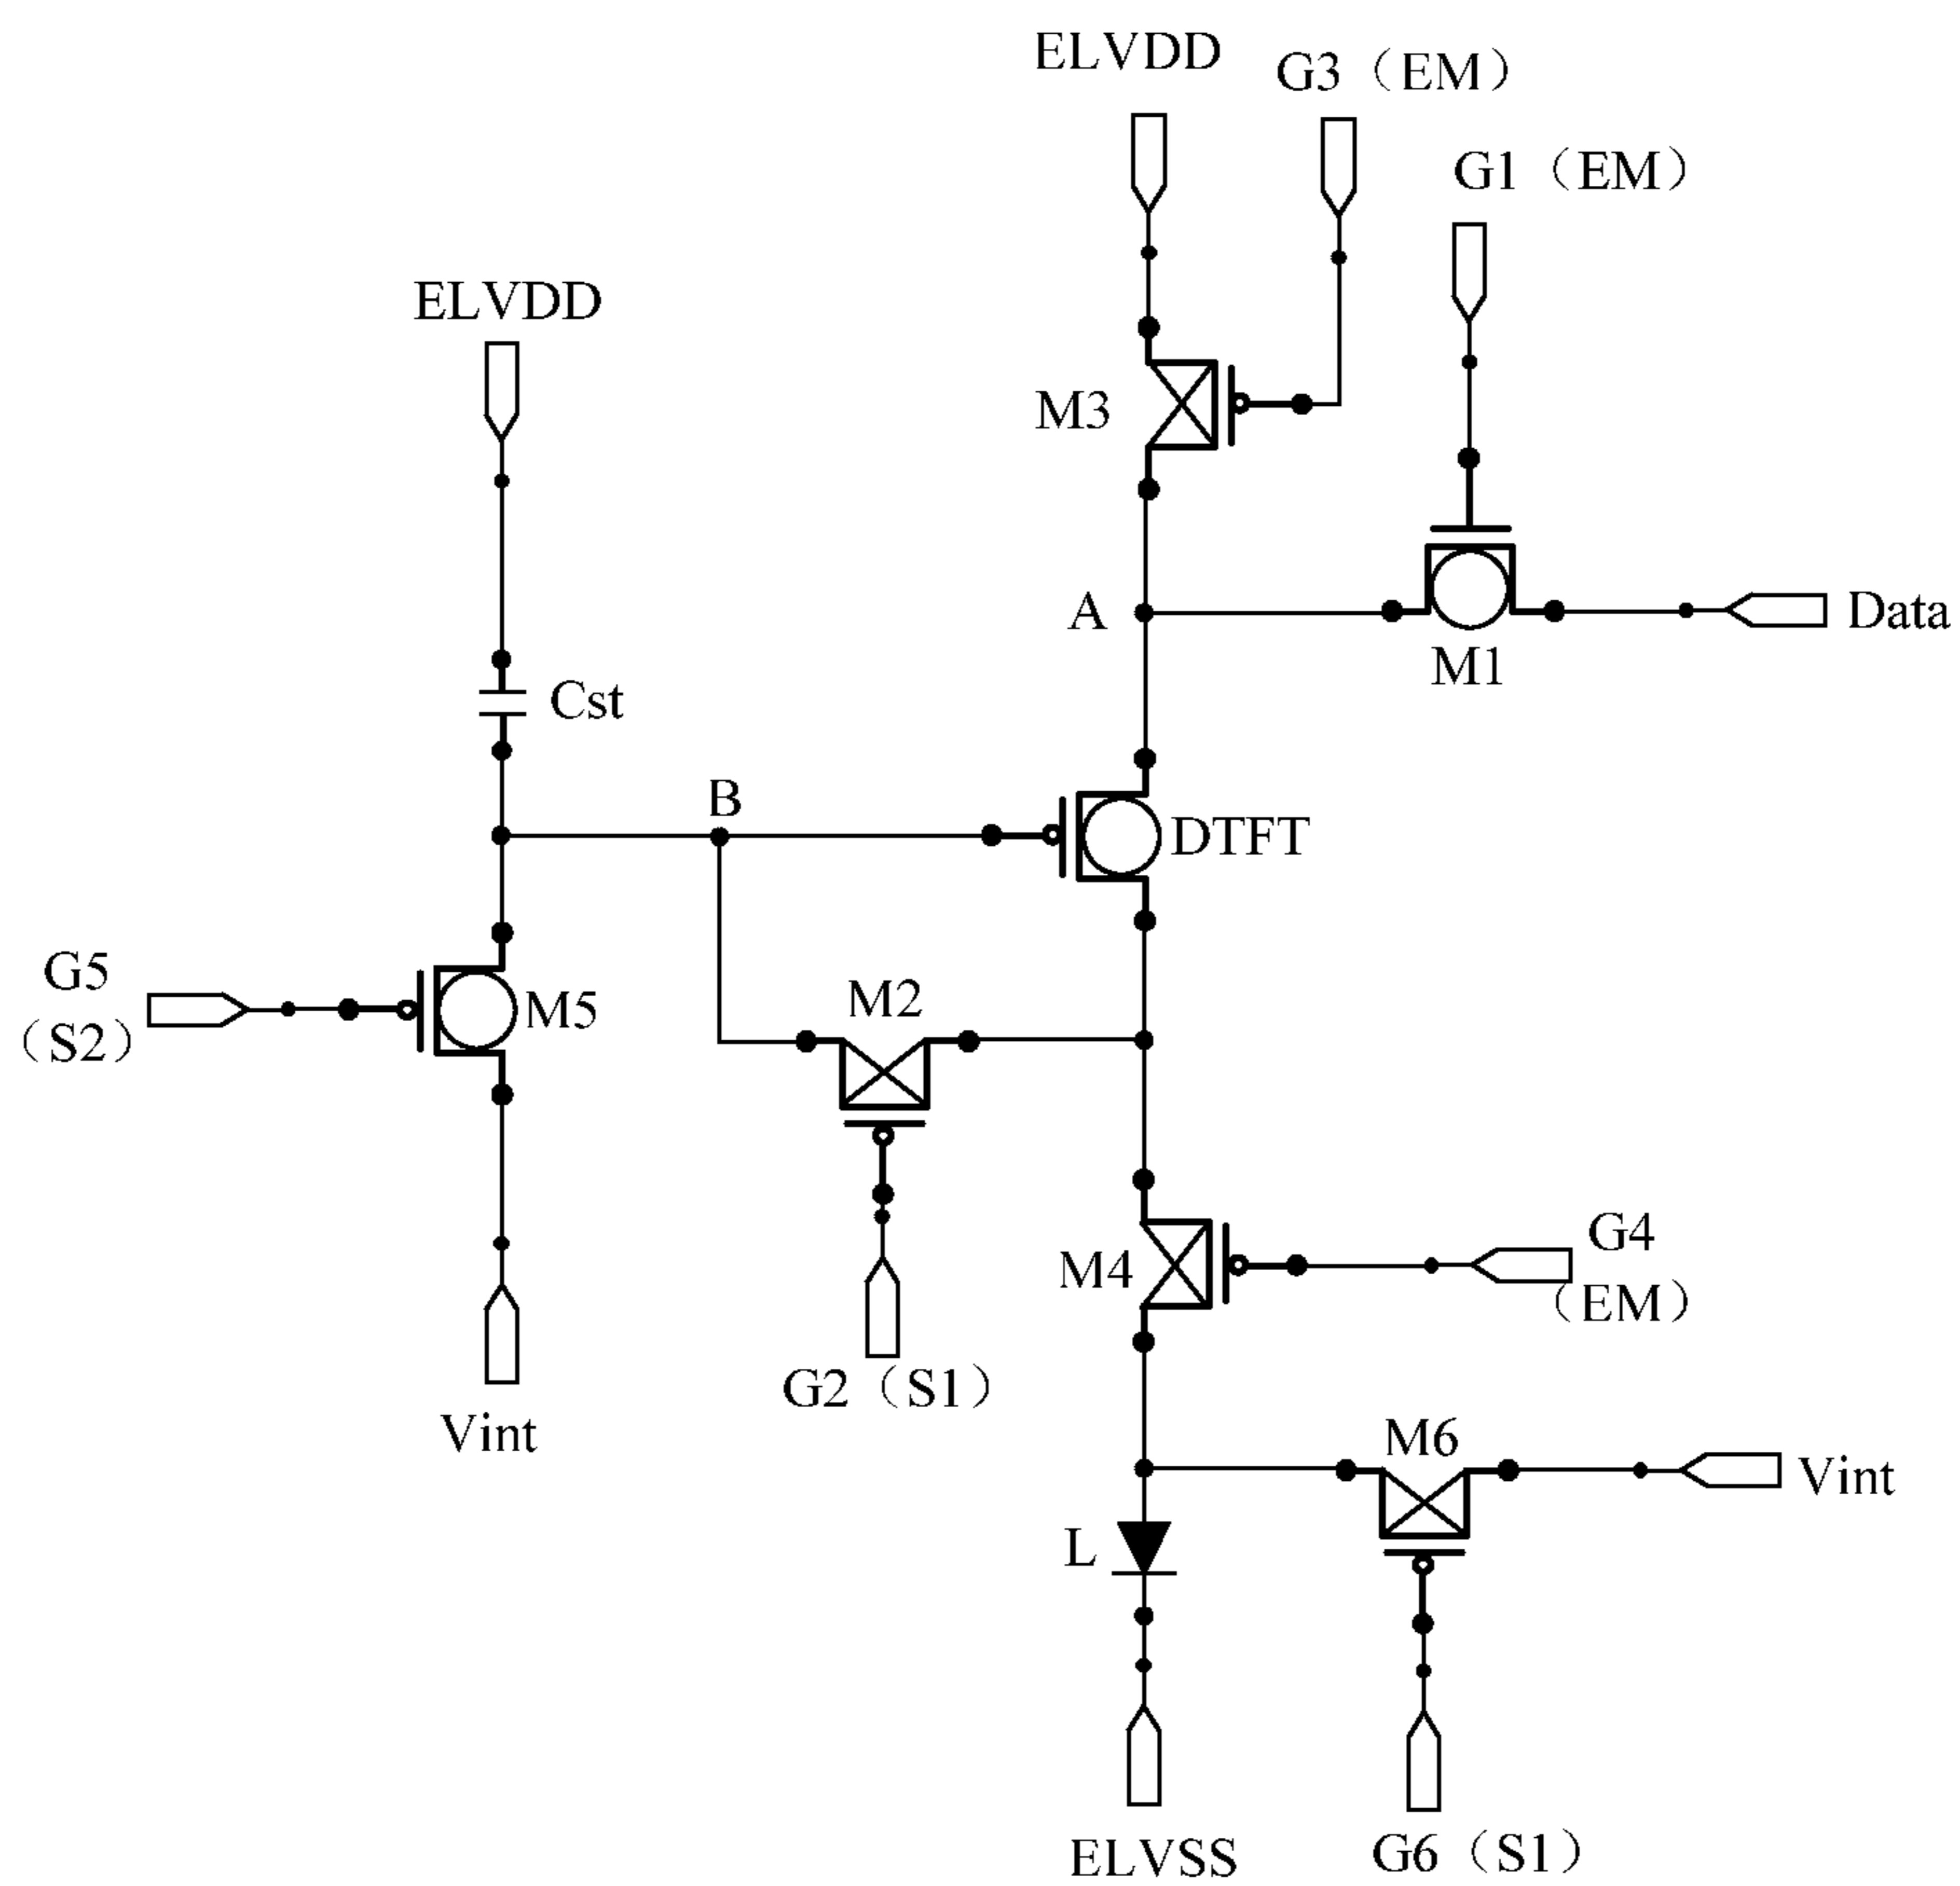 ELVDD
G3（EM）
G1（EM）
ELVDD
M3
A
Data
M1
Cst
B
DTFT
G5
（S2）
M5
M2
G4
（EM）
M4
G2（S1）
Vint
M6
Vint
L
ELVSS
G6（S1）